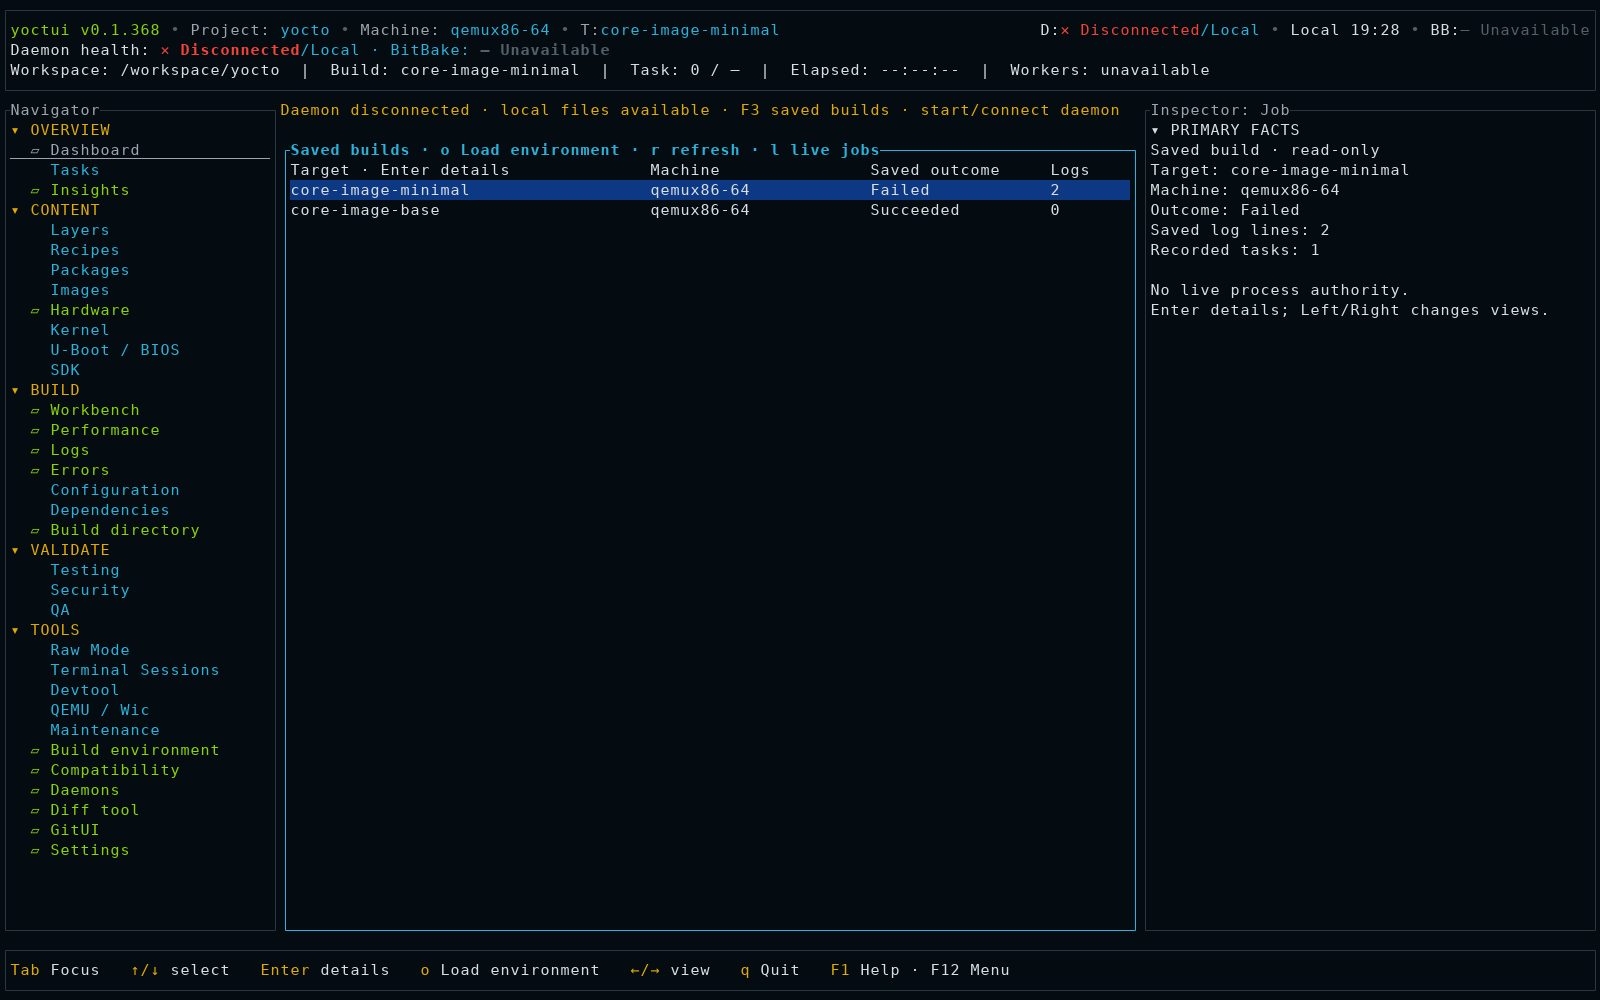 yoctui v0.1.368 • Project: yocto • Machine: qemux86-64 • T:core-image-minimal D:✕ Disconnected/Local • Local 19:28 • BB:— Unavailable
Daemon health: ✕ Disconnected/Local · BitBake: — Unavailable
Workspace: /workspace/yocto | Build: core-image-minimal | Task: 0 / — | Elapsed: --:--:-- | Workers: unavailable
Navigator
▾ OVERVIEW
▱ Dashboard
Tasks
▱ Insights
▾ CONTENT
Layers
Recipes
Packages
Images
▱ Hardware
Kernel
U-Boot / BIOS
SDK
▾ BUILD
▱ Workbench
▱ Performance
▱ Logs
▱ Errors
Configuration
Dependencies
▱ Build directory
▾ VALIDATE
Testing
Security
QA
▾ TOOLS
Raw Mode
Terminal Sessions
Devtool
QEMU / Wic
Maintenance
▱ Build environment
▱ Compatibility
▱ Daemons
▱ Diff tool
▱ GitUI
▱ Settings
Daemon disconnected · local files available · F3 saved builds · start/connect daemon
Saved builds · o Load environment · r refresh · l live jobs
Target · Enter details Machine Saved outcome Logs
core-image-minimal qemux86-64 Failed 2
core-image-base qemux86-64 Succeeded 0
Inspector: Job
▾ PRIMARY FACTS
Saved build · read-only
Target: core-image-minimal
Machine: qemux86-64
Outcome: Failed
Saved log lines: 2
Recorded tasks: 1
No live process authority.
Enter details; Left/Right changes views.
Tab Focus ↑/↓ select Enter details o Load environment ←/→ view q Quit F1 Help · F12 Menu